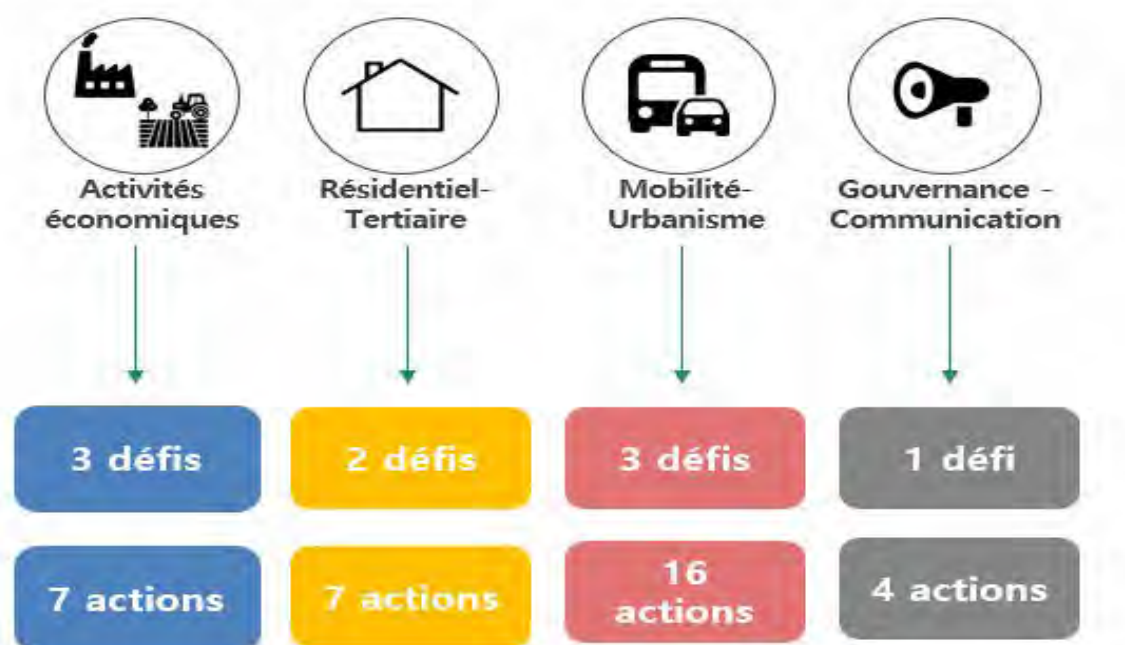 Activités
économiques
Résidentiel-
Tertiaire
Mobilité-
Urbanisme
Gouvernance -
Communication
3 défis
2 défis
3 défis
1 défi
7 actions
7 actions
16
actions
4 actions